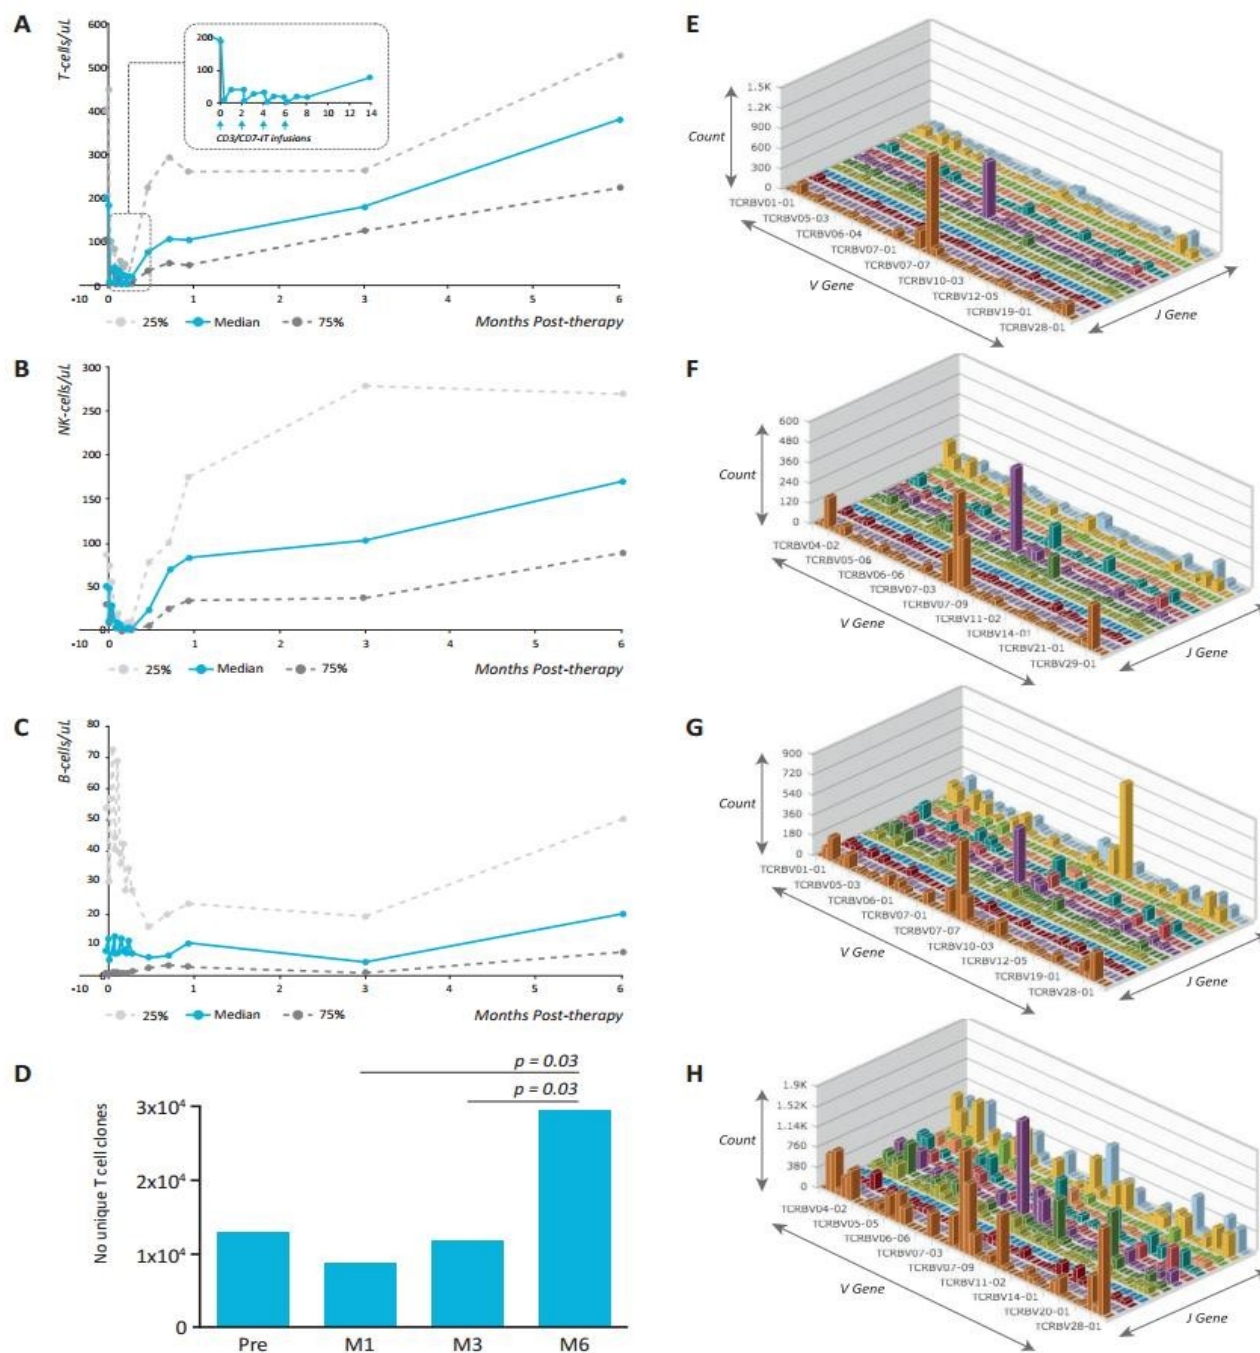 A
T-cells/uL
600
500
400
300
200
100
0
-10 0 1 2 3 4 5 6
200
100
0
0 2 4 6 8 10 12 14
CD3/CD7-IT infusions
25% Median 75% Months Post-therapy
B
NK-cells/uL
300
250
200
150
100
50
0
-10 0 1 2 3 4 5 6
25% Median 75% Months Post-therapy
C
B-cells/uL
80
70
60
50
40
30
20
10
0
-10 0 1 2 3 4 5 6
25% Median 75% Months Post-therapy
D
No unique T cell clones
p = 0.03
p = 0.03
3x10⁴
2x10⁴
1x10⁴
0
Pre M1 M3 M6
E
Count
1.5K
1.2K
900
600
300
0
TCRBV01-01
TCRBV05-03
TCRBV06-04
TCRBV07-01
TCRBV07-07
TCRBV10-03
TCRBV12-05
TCRBV19-01
TCRBV28-01
V Gene
J Gene
F
Count
600
480
360
240
120
0
TCRBV04-02
TCRBV05-06
TCRBV06-06
TCRBV07-03
TCRBV07-09
TCRBV11-02
TCRBV14-01
TCRBV21-01
TCRBV29-01
V Gene
J Gene
G
Count
900
720
540
360
180
0
TCRBV01-01
TCRBV05-03
TCRBV06-01
TCRBV07-01
TCRBV07-07
TCRBV10-03
TCRBV12-05
TCRBV19-01
TCRBV28-01
V Gene
J Gene
H
Count
1.9K
1.52K
1.14K
760
380
0
TCRBV04-02
TCRBV05-05
TCRBV06-06
TCRBV07-03
TCRBV07-09
TCRBV11-02
TCRBV14-01
TCRBV20-01
TCRBV28-01
V Gene
J Gene